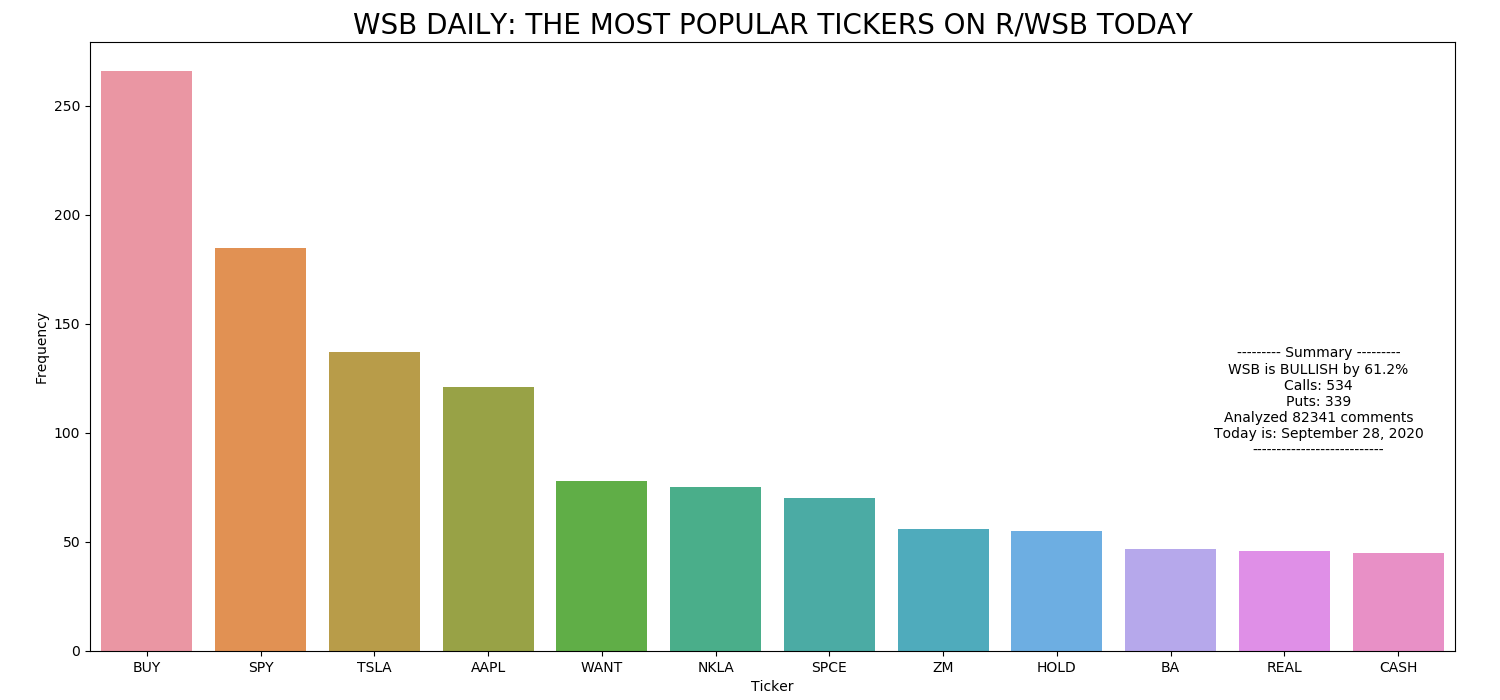 WSB DAILY: THE MOST POPULAR TICKERS ON R/WSB TODAY
Frequency
250
200
150
100
50
0
--------- Summary ---------
WSB is BULLISH by 61.2%
Calls: 534
Puts: 339
Analyzed 82341 comments
Today is: September 28, 2020
---------------------------
BUY SPY TSLA AAPL WANT NKLA SPCE ZM HOLD BA REAL CASH
Ticker